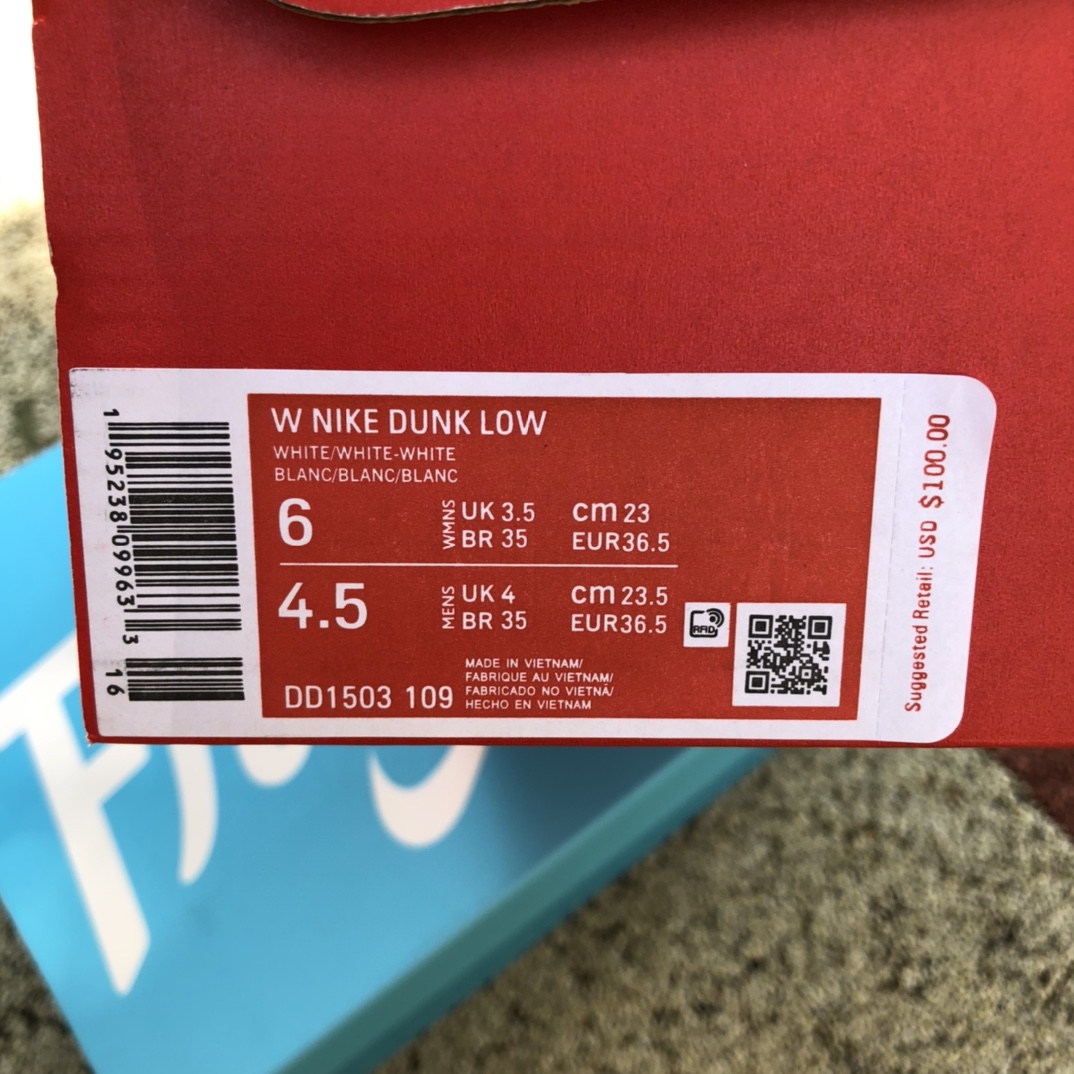 W NIKE DUNK LOW
WHITE/WHITE-WHITE
BLANC/BLANC/BLANC
6 WMNS UK 3.5 cm 23
BR 35 EUR36.5
4.5 MENS UK 4 cm 23.5
BR 35 EUR36.5
RFID
MADE IN VIETNAM/
FABRIQUE AU VIETNAM/
FABRICADO NO VIETNÃ/
HECHO EN VIETNAM
DD1503 109
1 95238 09963 3
16
Suggested Retail: USD $100.00